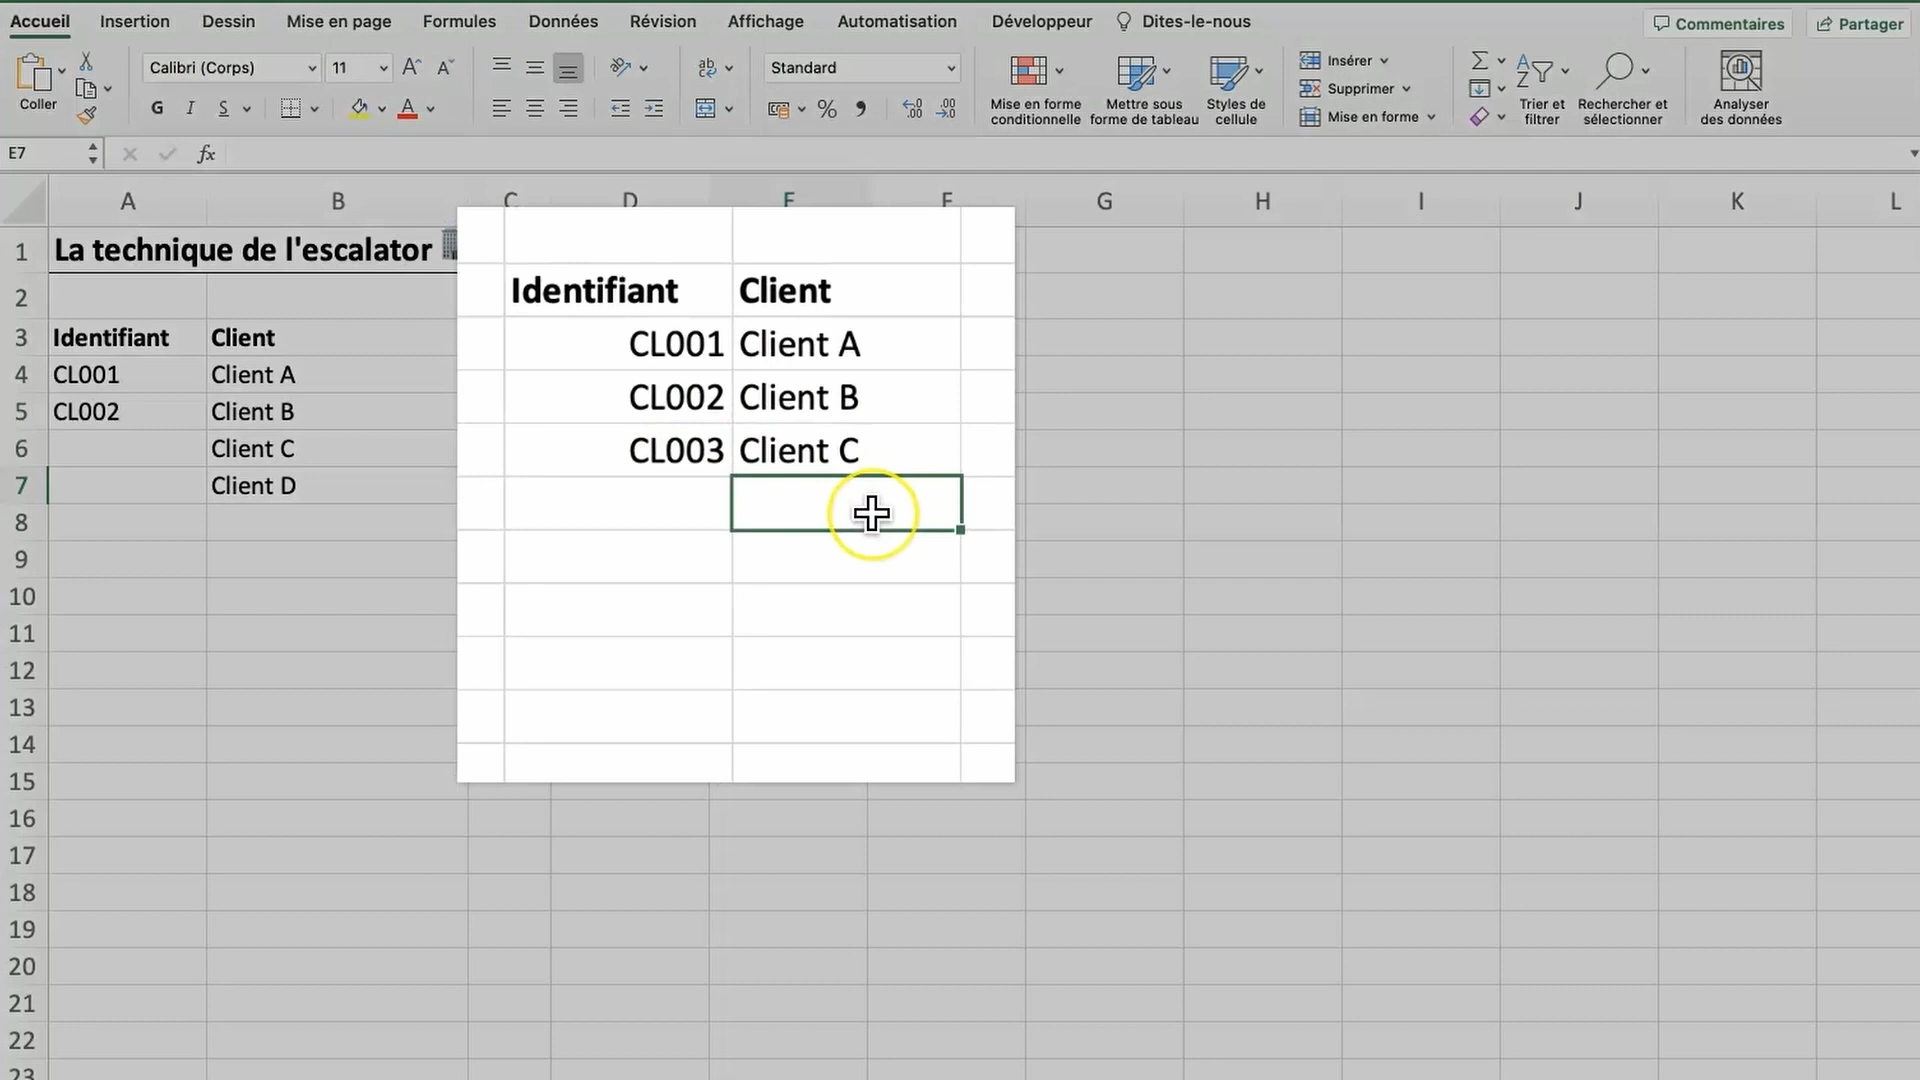 Accueil Insertion Dessin Mise en page Formules Données Révision Affichage Automatisation Développeur Dites-le-nous Commentaires Partager
Coller
Calibri (Corps) 11
G I S
A A
A
ab
Standard
% , ,00
,00
Mise en forme conditionnelle
Mettre sous forme de tableau
Styles de cellule
Insérer
Supprimer
Mise en forme
Trier et filtrer
Rechercher et sélectionner
Analyser des données
E7 fx
A B C D E F G H I J K L
1 La technique de l'escalator
2
3 Identifiant Client
4 CL001 Client A
5 CL002 Client B
6 Client C
7 Client D
8
9
10
11
12
13
14
15
16
17
18
19
20
21
22
23
Identifiant Client
CL001 Client A
CL002 Client B
CL003 Client C